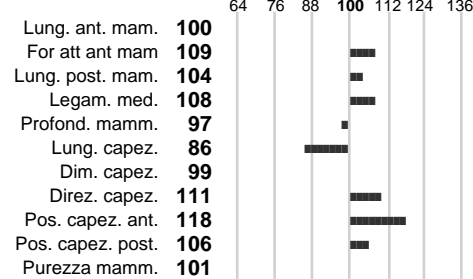 64 76 88 100 112 124 136
Lung. ant. mam. 100
For att ant mam 109
Lung. post. mam. 104
Legam. med. 108
Profond. mamm. 97
Lung. capez. 86
Dim. capez. 99
Direz. capez. 111
Pos. capez. ant. 118
Pos. capez. post. 106
Purezza mamm. 101